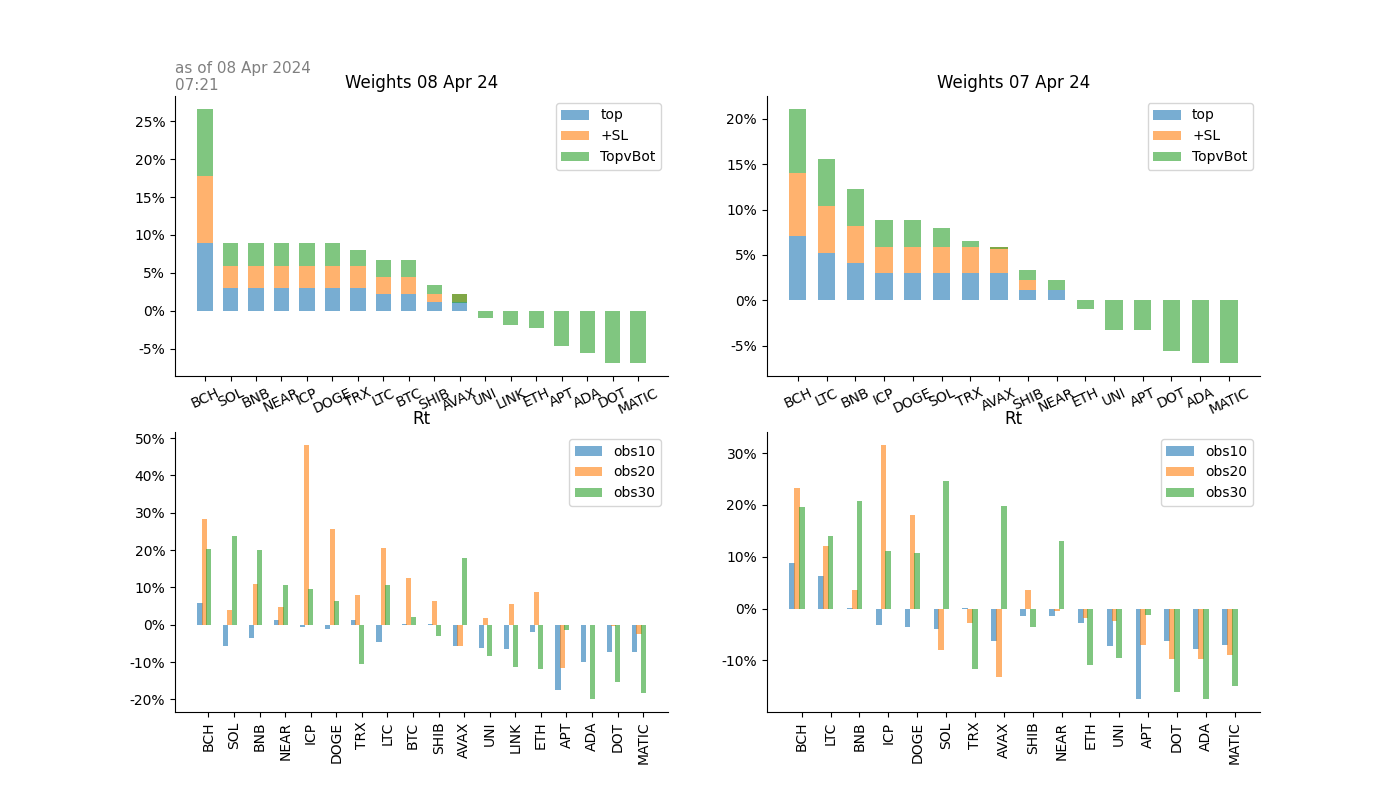 as of 08 Apr 2024
07:21
Weights 08 Apr 24
25%
20%
15%
10%
5%
0%
-5%
top
+SL
TopvBot
BCH SOL BNB NEAR ICP DOGE TRX LTC BTC SHIB AVAX UNI LINK ETH APT ADA DOT MATIC
Weights 07 Apr 24
20%
15%
10%
5%
0%
-5%
top
+SL
TopvBot
BCH LTC BNB ICP DOGE SOL TRX AVAX SHIB NEAR ETH UNI APT DOT ADA MATIC
Rt
50%
40%
30%
20%
10%
0%
-10%
-20%
obs10
obs20
obs30
BCH SOL BNB NEAR ICP DOGE TRX LTC BTC SHIB AVAX UNI LINK ETH APT ADA DOT MATIC
Rt
30%
20%
10%
0%
-10%
obs10
obs20
obs30
BCH LTC BNB ICP DOGE SOL TRX AVAX SHIB NEAR ETH UNI APT DOT ADA MATIC